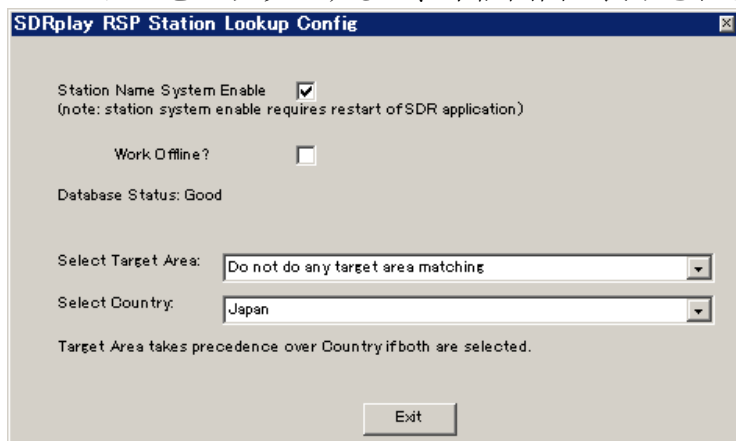 SDRplay RSP Station Lookup Config
Station Name System Enable
(note: station system enable requires restart of SDR application)
Work Offline?
Database Status: Good
Select Target Area: Do not do any target area matching
Select Country: Japan
Target Area takes precedence over Country if both are selected.
Exit